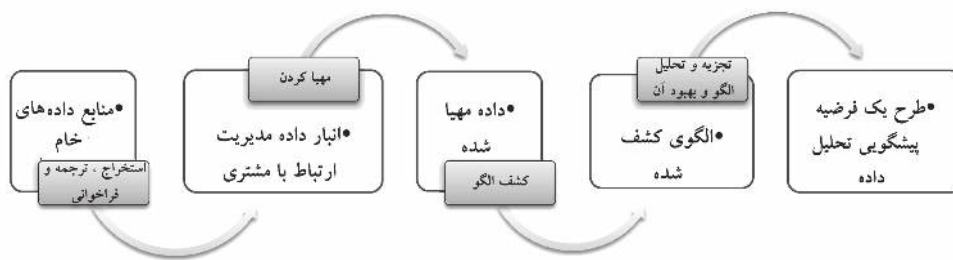 •منابع داده‌های
خام
استخراج ، ترجمه و
فراخوانی
مهیا کردن
•انبار داده مدیریت
ارتباط با مشتری
•داده مهیا
شده
کشف الگو
تجزیه و تحلیل
الگو و بهبود آن
•الگوی کشف
شده
•طرح یک فرضیه
پیشگویی تحلیل
داده